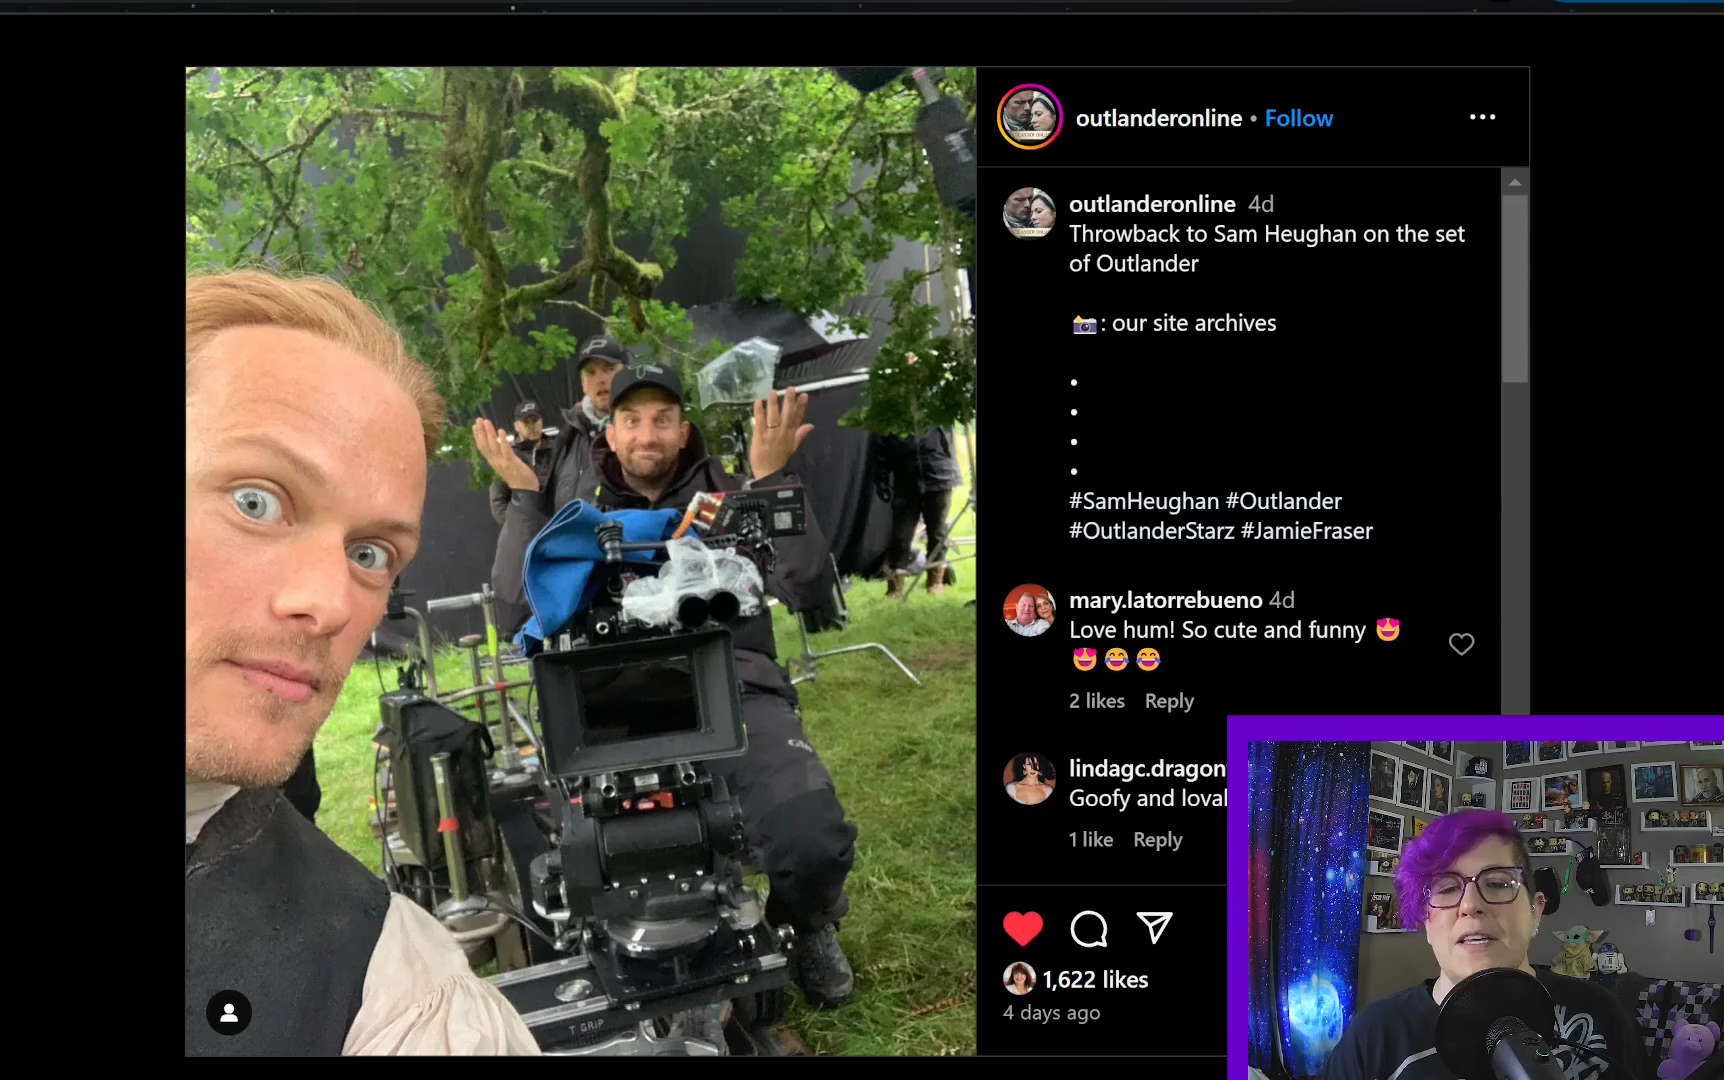 outlanderonline • Follow
outlanderonline 4d
Throwback to Sam Heughan on the set
of Outlander
📸: our site archives
•
•
•
•
#SamHeughan #Outlander
#OutlanderStarz #JamieFraser
mary.latorrebueno 4d
Love hum! So cute and funny 😍
😍😂😂
2 likes Reply
lindagc.dragon
Goofy and
1 like Reply
1,622 likes
4 days ago
T GRIP